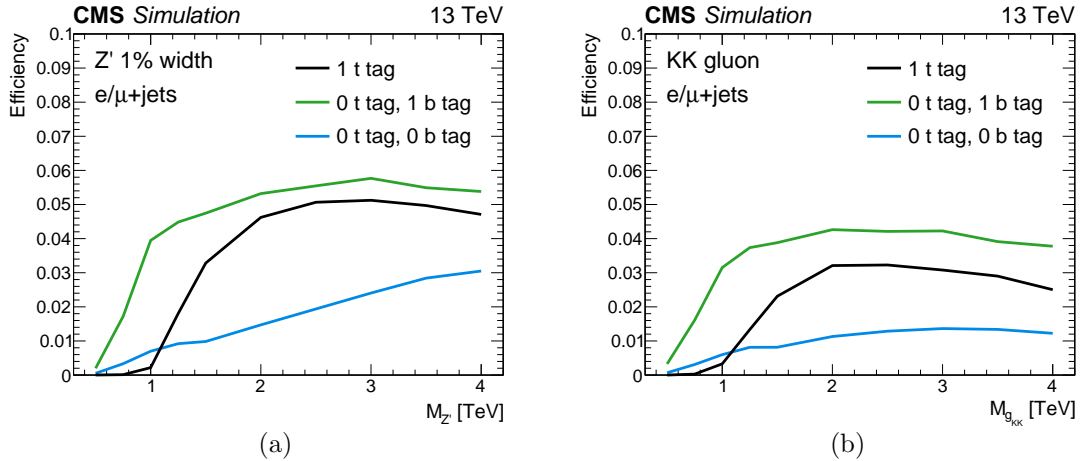 CMS Simulation 13 TeV
Efficiency
0.1
0.09
0.08
0.07
0.06
0.05
0.04
0.03
0.02
0.01
0
Z' 1% width
e/μ+jets
1 t tag
0 t tag, 1 b tag
0 t tag, 0 b tag
1 2 3 4
M_Z' [TeV]
(a)
CMS Simulation 13 TeV
Efficiency
0.1
0.09
0.08
0.07
0.06
0.05
0.04
0.03
0.02
0.01
0
KK gluon
e/μ+jets
1 t tag
0 t tag, 1 b tag
0 t tag, 0 b tag
1 2 3 4
M_g_KK [TeV]
(b)